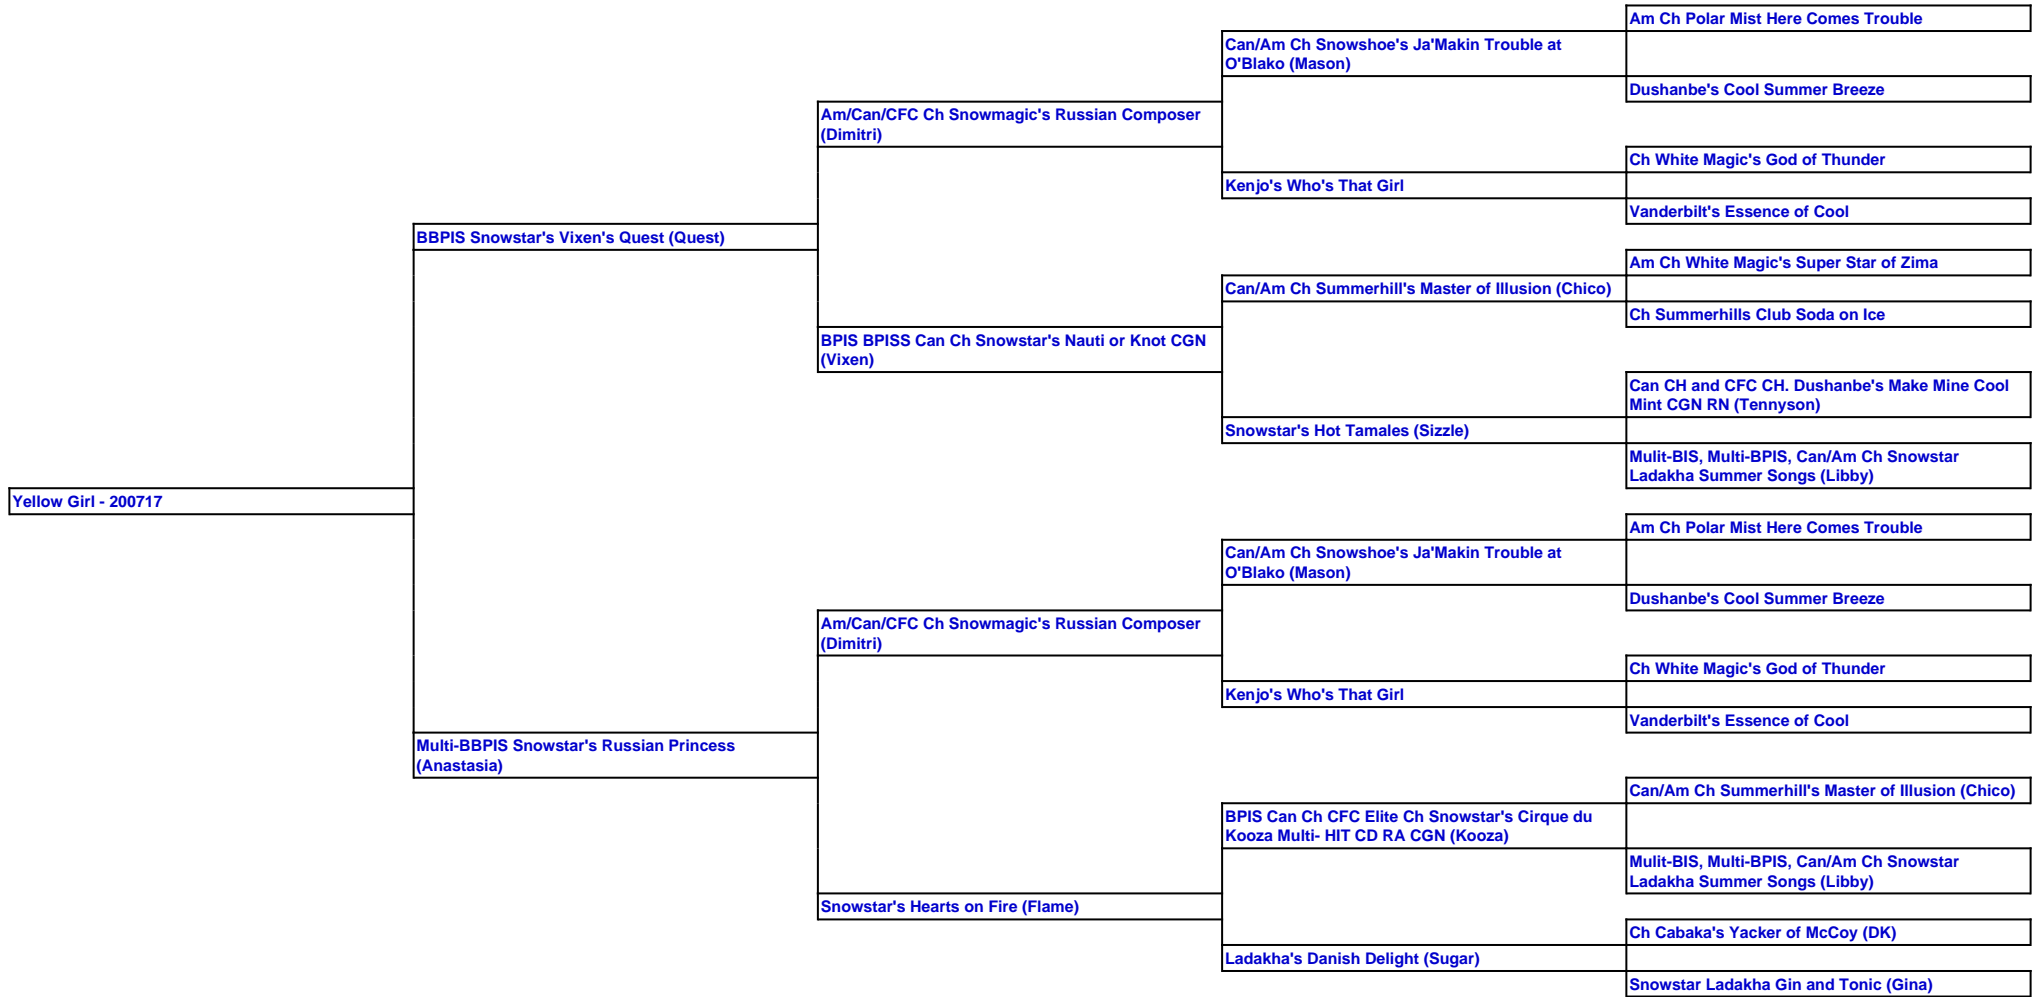 Am Ch Polar Mist Here Comes Trouble
Can/Am Ch Snowshoe's Ja'Makin Trouble at
O'Blako (Mason)
Dushanbe's Cool Summer Breeze
Am/Can/CFC Ch Snowmagic's Russian Composer
(Dimitri)
Ch White Magic's God of Thunder
Kenjo's Who's That Girl
Vanderbilt's Essence of Cool
BBPIS Snowstar's Vixen's Quest (Quest)
Am Ch White Magic's Super Star of Zima
Can/Am Ch Summerhill's Master of Illusion (Chico)
Ch Summerhills Club Soda on Ice
BPIS BPISS Can Ch Snowstar's Nauti or Knot CGN
(Vixen)
Can CH and CFC CH. Dushanbe's Make Mine Cool
Mint CGN RN (Tennyson)
Snowstar's Hot Tamales (Sizzle)
Mulit-BIS, Multi-BPIS, Can/Am Ch Snowstar
Ladakha Summer Songs (Libby)
Yellow Girl - 200717
Am Ch Polar Mist Here Comes Trouble
Can/Am Ch Snowshoe's Ja'Makin Trouble at
O'Blako (Mason)
Dushanbe's Cool Summer Breeze
Am/Can/CFC Ch Snowmagic's Russian Composer
(Dimitri)
Ch White Magic's God of Thunder
Kenjo's Who's That Girl
Vanderbilt's Essence of Cool
Multi-BBPIS Snowstar's Russian Princess
(Anastasia)
Can/Am Ch Summerhill's Master of Illusion (Chico)
BPIS Can Ch CFC Elite Ch Snowstar's Cirque du
Kooza Multi- HIT CD RA CGN (Kooza)
Mulit-BIS, Multi-BPIS, Can/Am Ch Snowstar
Ladakha Summer Songs (Libby)
Snowstar's Hearts on Fire (Flame)
Ch Cabaka's Yacker of McCoy (DK)
Ladakha's Danish Delight (Sugar)
Snowstar Ladakha Gin and Tonic (Gina)